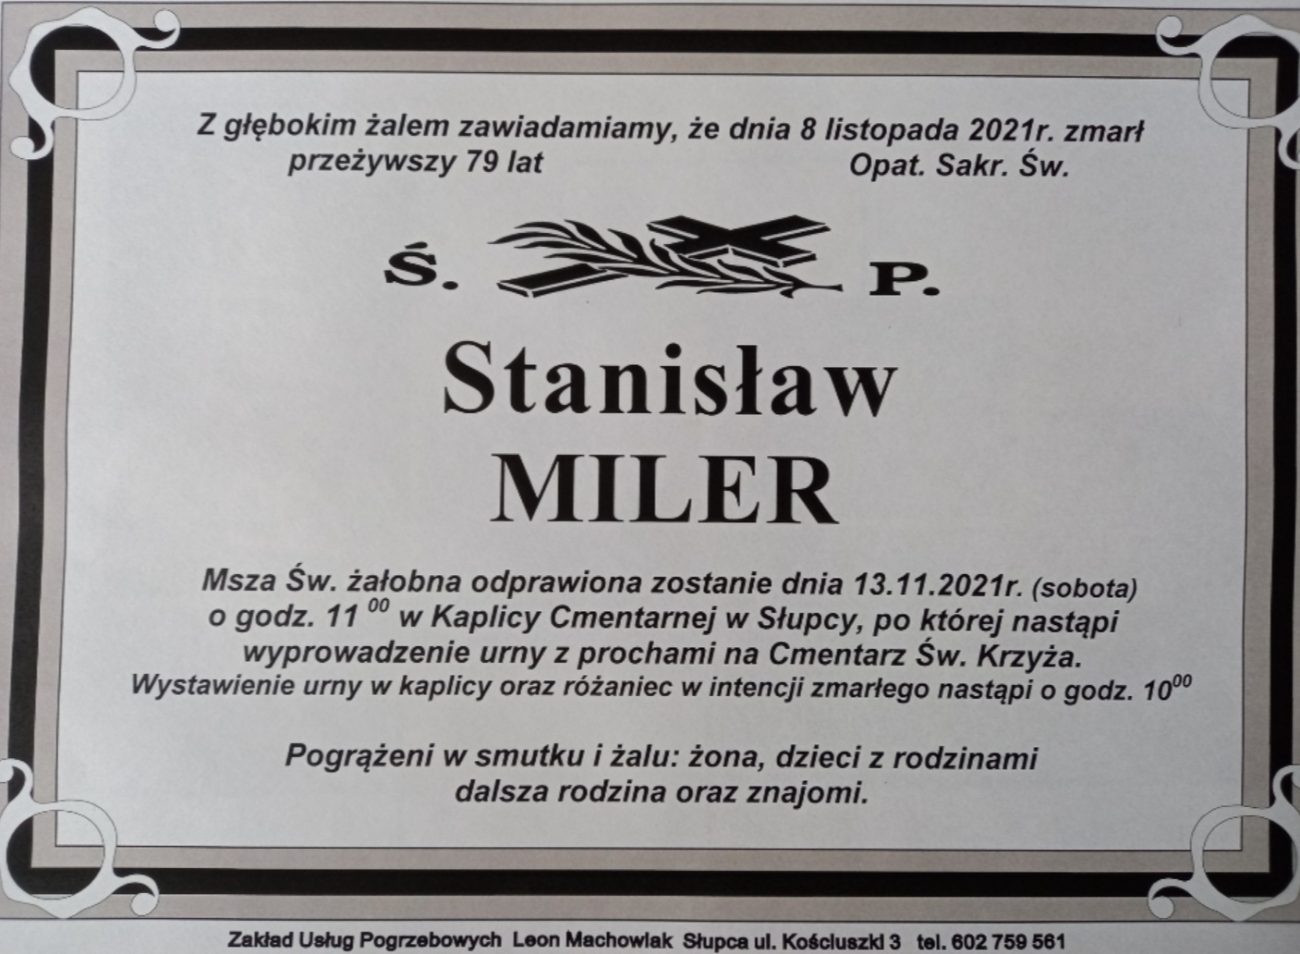 Z głębokim żalem zawiadamiamy, że dnia 8 listopada 2021r. zmarł
przeżywszy 79 lat Opat. Sakr. Św.
Ś. P.
Stanisław
MILER
Msza Św. żałobna odprawiona zostanie dnia 13.11.2021r. (sobota)
o godz. 11 00 w Kaplicy Cmentarnej w Słupcy, po której nastąpi
wyprowadzenie urny z prochami na Cmentarz Św. Krzyża.
Wystawienie urny w kaplicy oraz różaniec w intencji zmarłego nastąpi o godz. 10 00
Pogrążeni w smutku i żalu: żona, dzieci z rodzinami
dalsza rodzina oraz znajomi.
Zakład Usług Pogrzebowych Leon Machowiak Słupca ul. Kościuszki 3 tel. 602 759 561